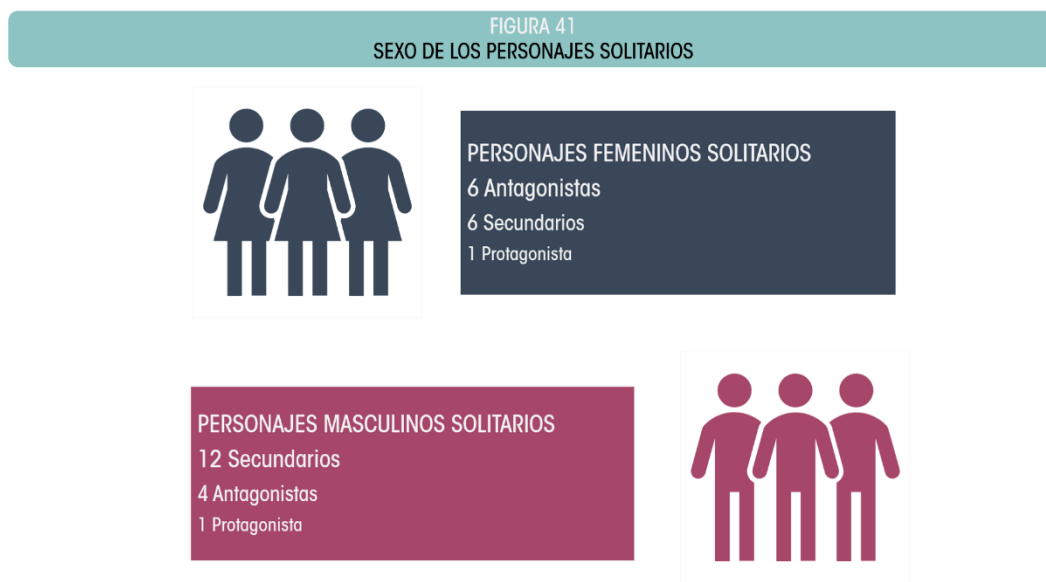 FIGURA 41
SEXO DE LOS PERSONAJES SOLITARIOS
PERSONAJES FEMENINOS SOLITARIOS
6 Antagonistas
6 Secundarios
1 Protagonista
PERSONAJES MASCULINOS SOLITARIOS
12 Secundarios
4 Antagonistas
1 Protagonista